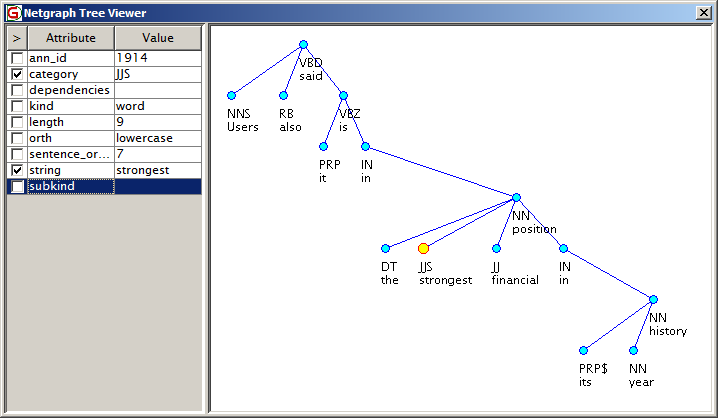 Netgraph Tree Viewer
> Attribute Value
ann_id 1914
category JJS
dependencies
kind word
length 9
orth lowercase
sentence_or... 7
string strongest
subkind
VBD
said
NNS RB VBZ
Users also is
PRP IN
it in
NN
position
DT JJS JJ IN
the strongest financial in
NN
history
PRP$ NN
its year